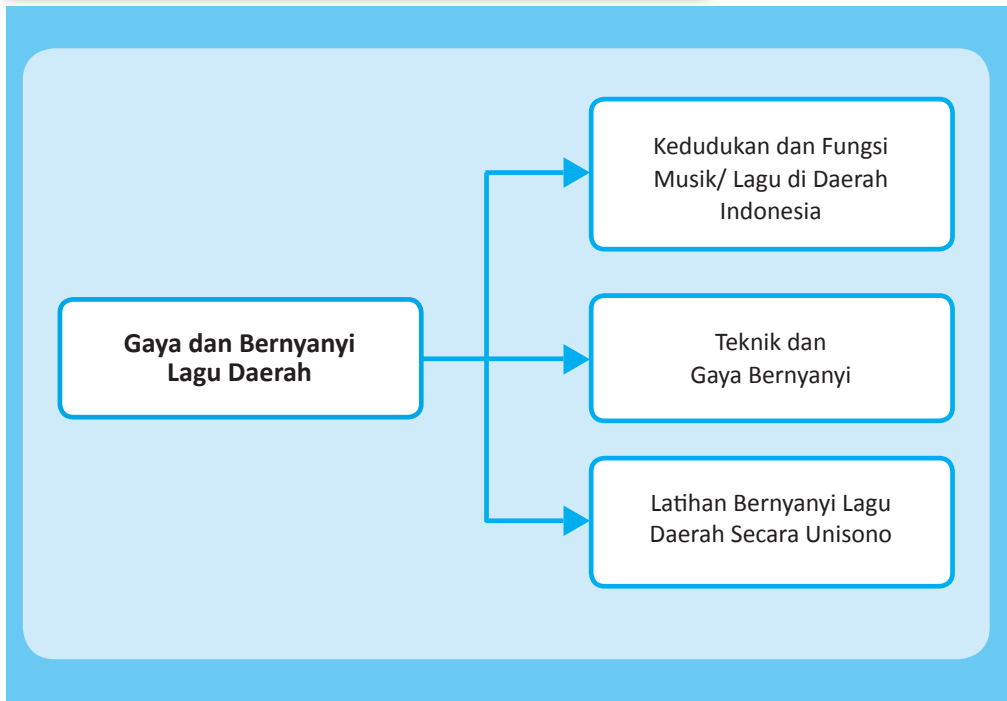 Gaya dan Bernyanyi
Lagu Daerah
Kedudukan dan Fungsi
Musik/ Lagu di Daerah
Indonesia
Teknik dan
Gaya Bernyanyi
Latihan Bernyanyi Lagu
Daerah Secara Unisono